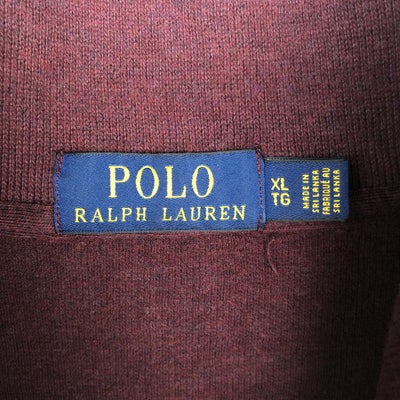 POLO
RALPH LAUREN
XL
TG
MADE IN
SRI LANKA
FABRIQUÉ AU
SRI LANKA